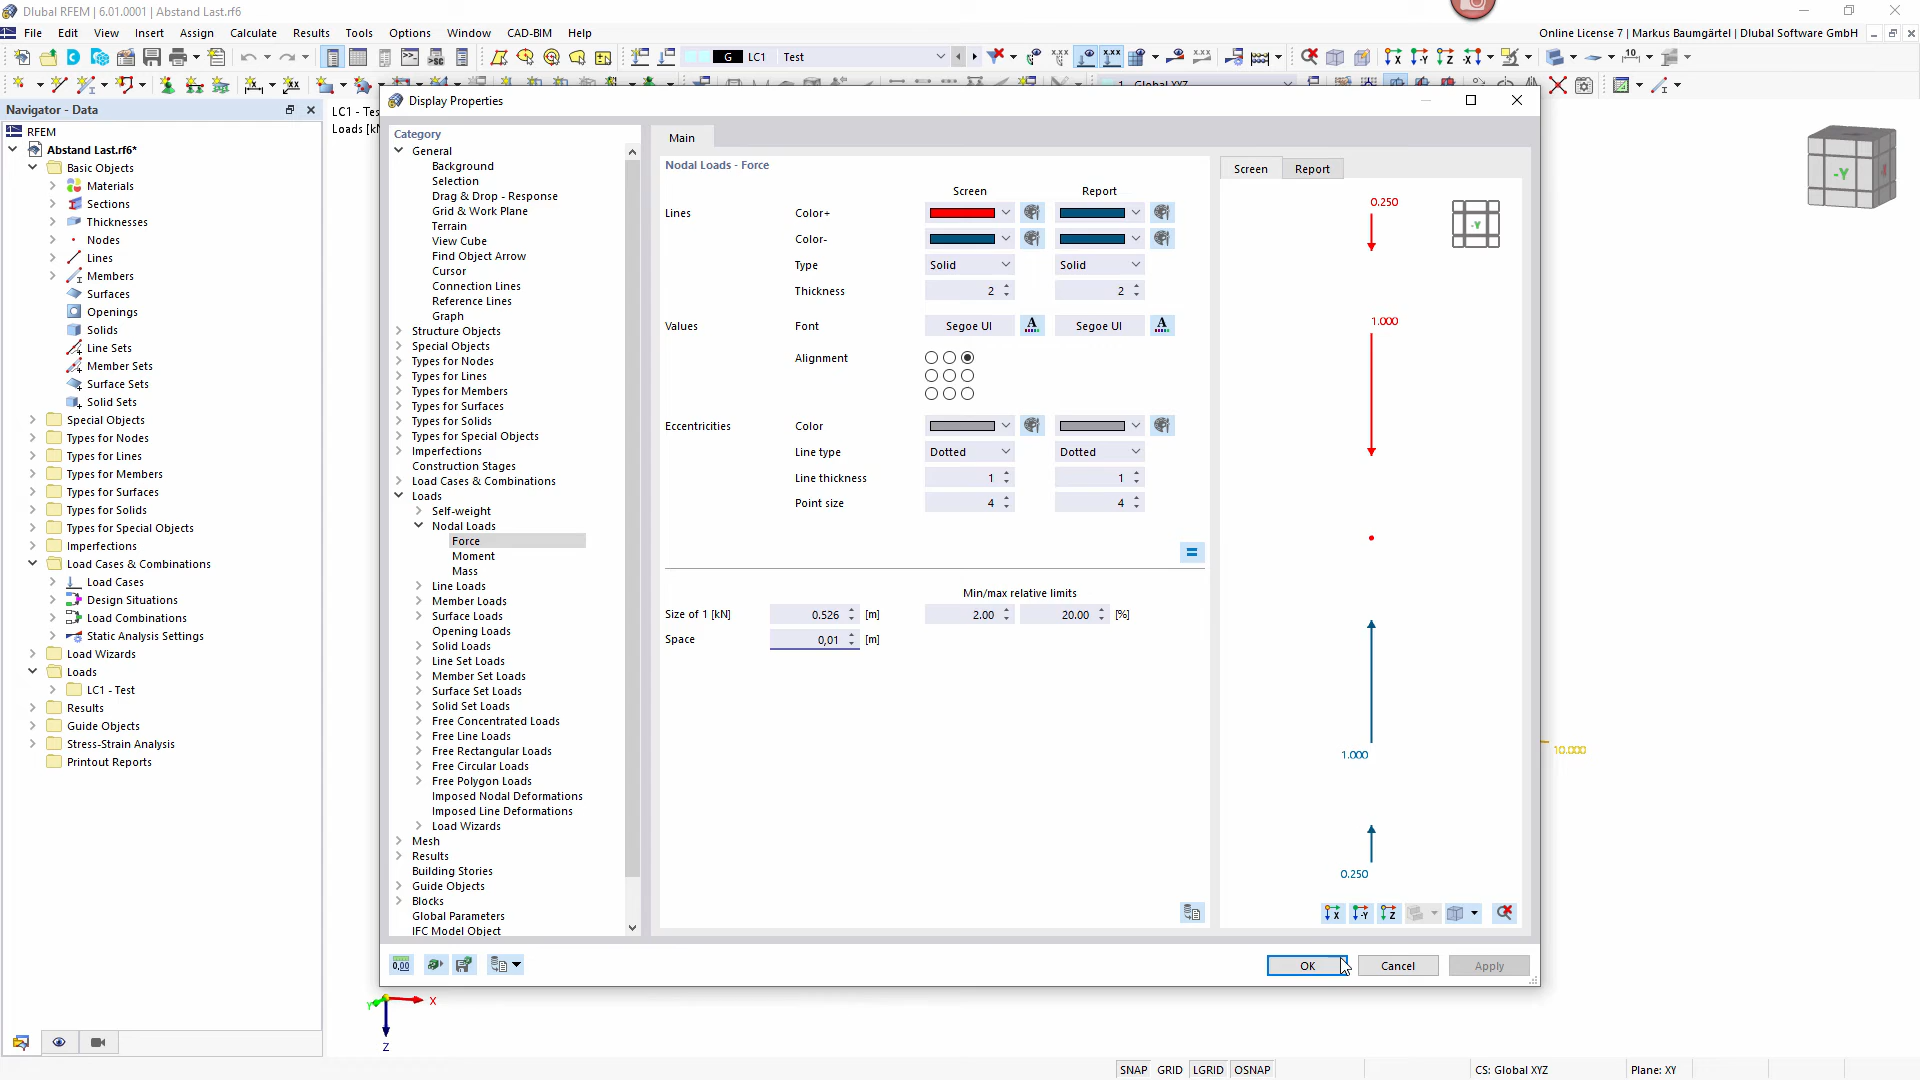 Dlubal RFEM | 6.01.0001 | Abstand Last.rf6
File Edit View Insert Assign Calculate Results Tools Options Window CAD-BIM Help
Online License 7 | Markus Baumgärtel | Dlubal Software GmbH
G LC1 Test
1 - Global XYZ
Navigator - Data
RFEM
Abstand Last.rf6*
Basic Objects
Materials
Sections
Thicknesses
Nodes
Lines
Members
Surfaces
Openings
Solids
Line Sets
Member Sets
Surface Sets
Solid Sets
Special Objects
Types for Nodes
Types for Lines
Types for Members
Types for Surfaces
Types for Solids
Types for Special Objects
Imperfections
Load Cases & Combinations
Load Cases
Design Situations
Load Combinations
Static Analysis Settings
Load Wizards
Loads
LC1 - Test
Results
Guide Objects
Stress-Strain Analysis
Printout Reports
LC1 - Tes
Loads [kN
Display Properties
Category
General
Background
Selection
Drag & Drop - Response
Grid & Work Plane
Terrain
View Cube
Find Object Arrow
Cursor
Connection Lines
Reference Lines
Graph
Structure Objects
Special Objects
Types for Nodes
Types for Lines
Types for Members
Types for Surfaces
Types for Solids
Types for Special Objects
Imperfections
Construction Stages
Load Cases & Combinations
Loads
Self-weight
Nodal Loads
Force
Moment
Mass
Line Loads
Member Loads
Surface Loads
Opening Loads
Solid Loads
Line Set Loads
Member Set Loads
Surface Set Loads
Solid Set Loads
Free Concentrated Loads
Free Line Loads
Free Rectangular Loads
Free Circular Loads
Free Polygon Loads
Imposed Nodal Deformations
Imposed Line Deformations
Load Wizards
Mesh
Results
Building Stories
Guide Objects
Blocks
Global Parameters
IFC Model Object
Main
Nodal Loads - Force
Screen Report
Lines Color+
Color-
Type Solid Solid
Thickness 2 2
Values Font Segoe UI Segoe UI
Alignment
Eccentricities Color
Line type Dotted Dotted
Line thickness 1 1
Point size 4 4
Min/max relative limits
Size of 1 [kN] 0.526 [m] 2.00 20.00 [%]
Space 0,01 [m]
Screen Report
0.250
-Y
1.000
1.000
0.250
OK Cancel Apply
-Y
10.000
X
Y
Z
SNAP GRID LGRID OSNAP CS: Global XYZ Plane: XY